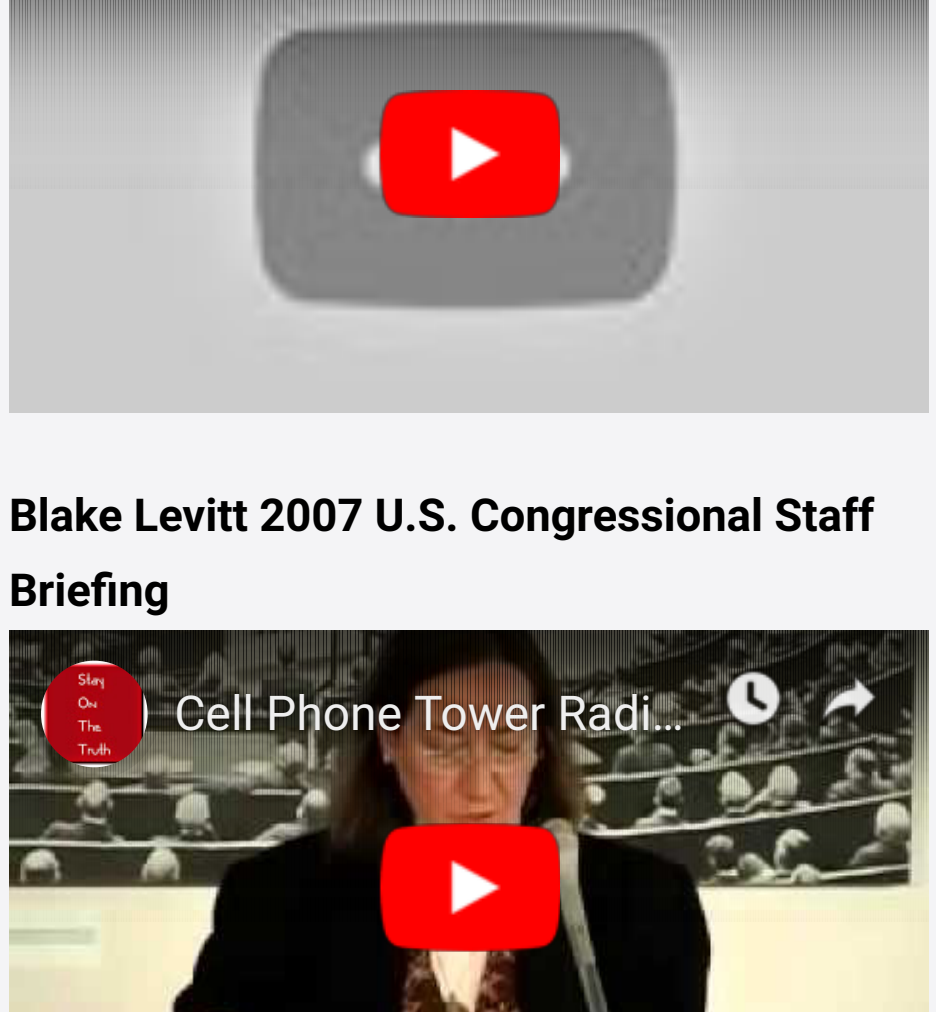 Blake Levitt 2007 U.S. Congressional Staff
Briefing
Stay
On
The
Truth
Cell Phone Tower Radi...